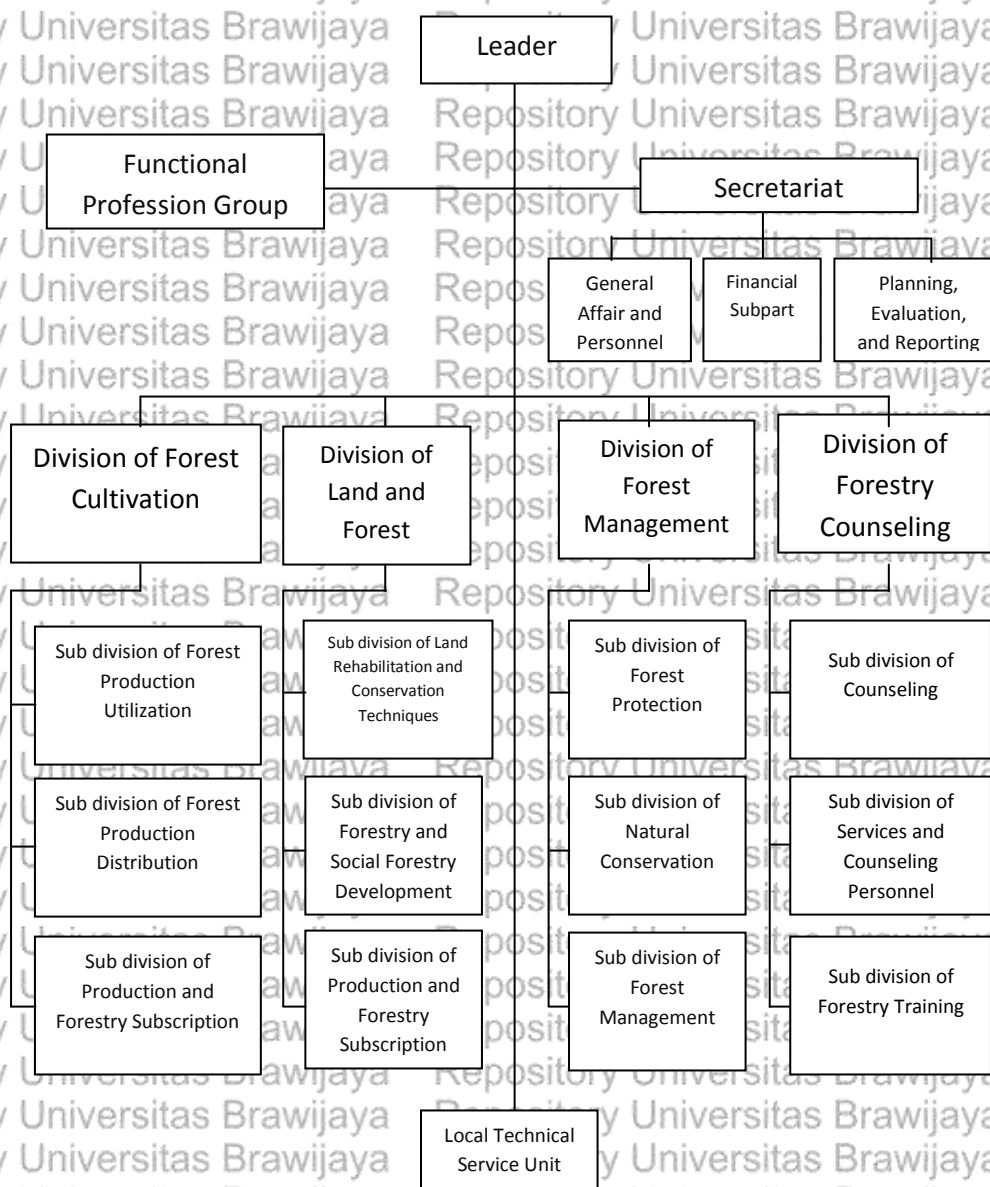 Leader
Functional
Profession Group
Secretariat
General
Affair and
Personnel
Financial
Subpart
Planning,
Evaluation,
and Reporting
Division of Forest
Cultivation
Division of
Land and
Forest
Division of
Forest
Management
Division of
Forestry
Counseling
Sub division of Forest
Production
Utilization
Sub division of Land
Rehabilitation and
Conservation
Techniques
Sub division of
Forest
Protection
Sub division of
Counseling
Sub division of Forest
Production
Distribution
Sub division of
Forestry and
Social Forestry
Development
Sub division of
Natural
Conservation
Sub division of
Services and
Counseling
Personnel
Sub division of
Production and
Forestry Subscription
Sub division of
Production and
Forestry
Subscription
Sub division of
Forest
Management
Sub division of
Forestry Training
Local Technical
Service Unit
Universitas Brawijaya
Repository Universitas Brawijaya